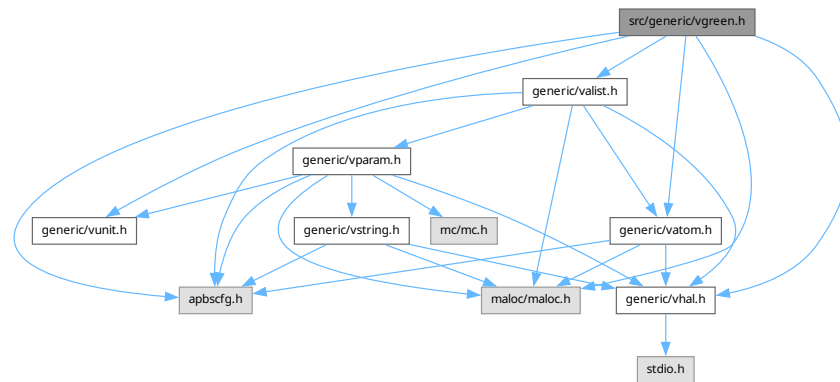 src/generic/vgreen.h
generic/valist.h
generic/vparam.h
generic/vunit.h
generic/vstring.h
mc/mc.h
generic/vatom.h
apbscfg.h
maloc/maloc.h
generic/vhal.h
stdio.h